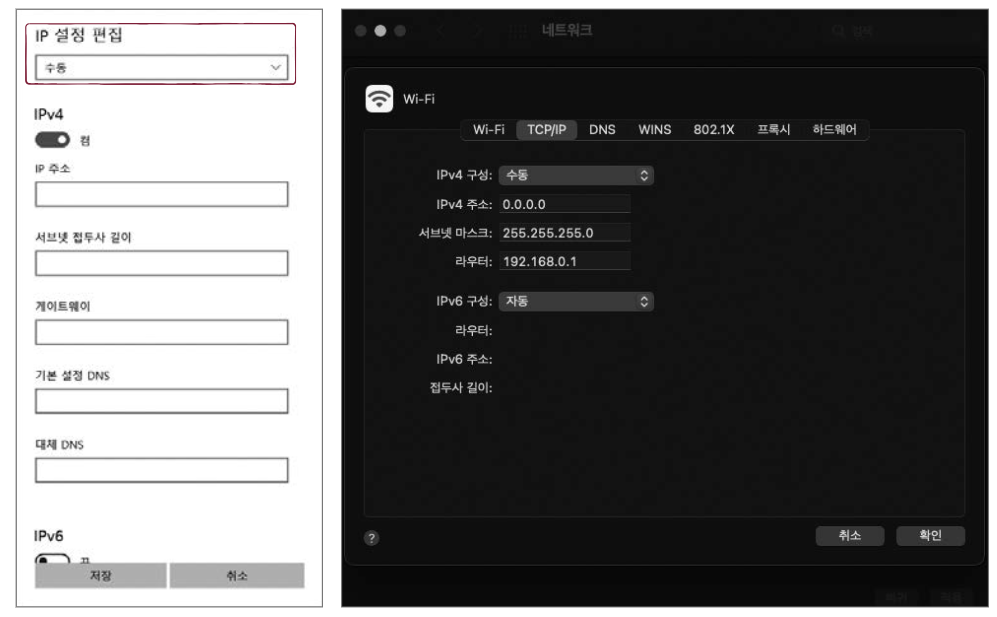 IP 설정 편집
수동
IPv4
켬
IP 주소
서브넷 접두사 길이
게이트웨이
기본 설정 DNS
대체 DNS
IPv6
끔
저장 취소
네트워크
검색
Wi-Fi
Wi-Fi TCP/IP DNS WINS 802.1X 프록시 하드웨어
IPv4 구성: 수동
IPv4 주소: 0.0.0.0
서브넷 마스크: 255.255.255.0
라우터: 192.168.0.1
IPv6 구성: 자동
라우터:
IPv6 주소:
접두사 길이:
?
취소 확인